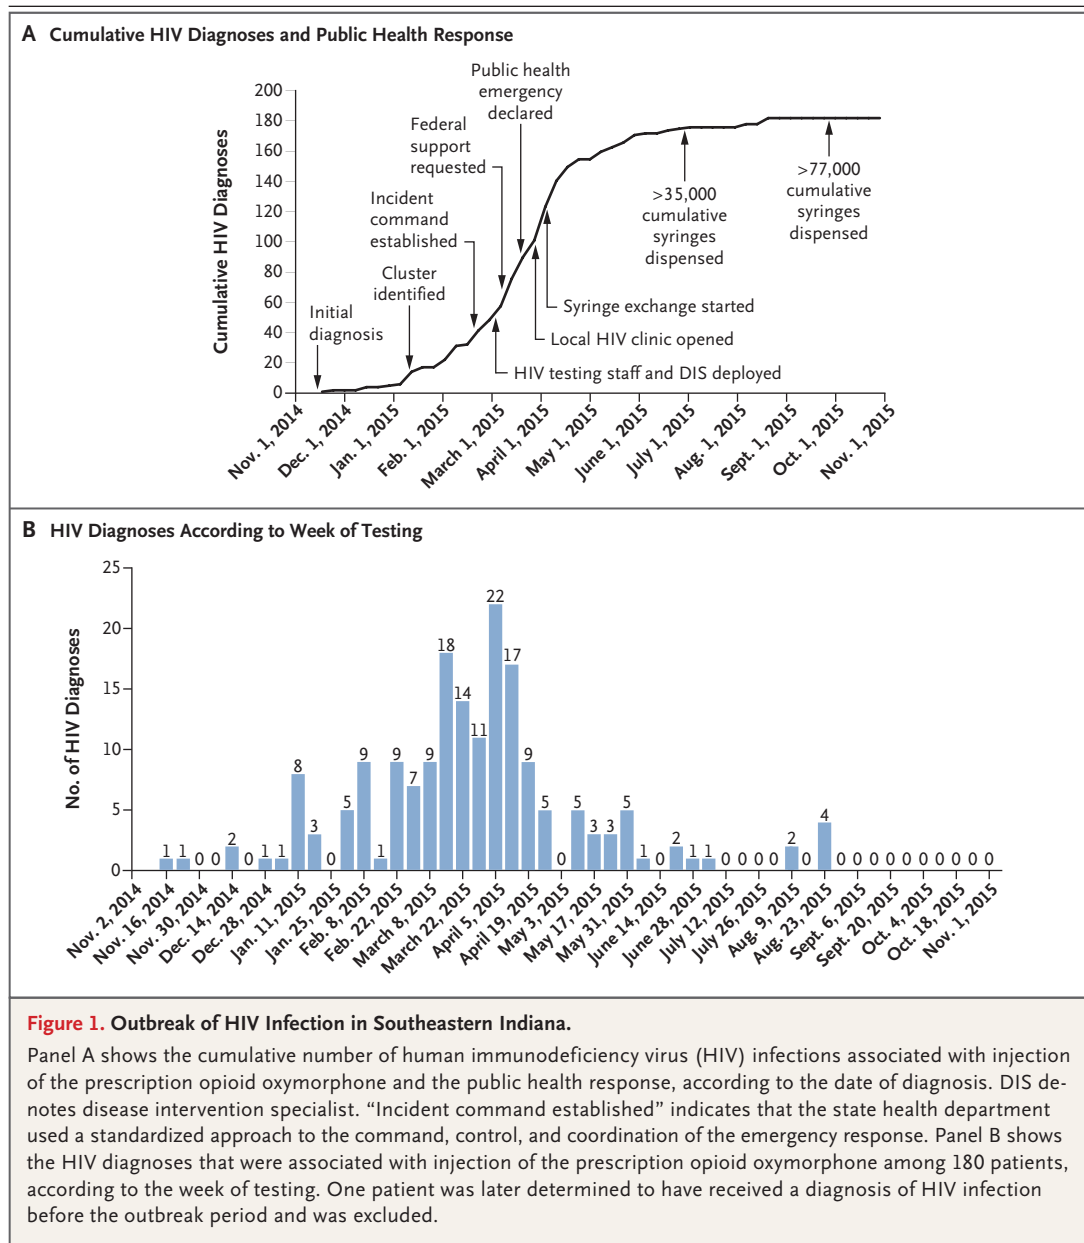 A Cumulative HIV Diagnoses and Public Health Response
Cumulative HIV Diagnoses
200
180
160
140
120
100
80
60
40
20
0
Initial
diagnosis
Cluster
identified
Incident
command
established
Federal
support
requested
Public health
emergency
declared
>35,000
cumulative
syringes
dispensed
>77,000
cumulative
syringes
dispensed
Syringe exchange started
Local HIV clinic opened
HIV testing staff and DIS deployed
Nov. 1, 2014
Dec. 1, 2014
Jan. 1, 2015
Feb. 1, 2015
March 1, 2015
April 1, 2015
May 1, 2015
June 1, 2015
July 1, 2015
Aug. 1, 2015
Sept. 1, 2015
Oct. 1, 2015
Nov. 1, 2015
B HIV Diagnoses According to Week of Testing
No. of HIV Diagnoses
25
20
15
10
5
0
1 1 0 0 2 0 1 1 8 3 0 5 9 1 9 7 9 18 14 11 22 17 9 5 0 5 3 3 5 1 0 2 1 1 0 0 0 0 2 0 4 0 0 0 0 0 0 0 0 0 0
Nov. 2, 2014
Nov. 16, 2014
Nov. 30, 2014
Dec. 14, 2014
Dec. 28, 2014
Jan. 11, 2015
Jan. 25, 2015
Feb. 8, 2015
Feb. 22, 2015
March 8, 2015
March 22, 2015
April 5, 2015
April 19, 2015
May 3, 2015
May 17, 2015
May 31, 2015
June 14, 2015
June 28, 2015
July 12, 2015
July 26, 2015
Aug. 9, 2015
Aug. 23, 2015
Sept. 6, 2015
Sept. 20, 2015
Oct. 4, 2015
Oct. 18, 2015
Nov. 1, 2015
Figure 1. Outbreak of HIV Infection in Southeastern Indiana.
Panel A shows the cumulative number of human immunodeficiency virus (HIV) infections associated with injection
of the prescription opioid oxymorphone and the public health response, according to the date of diagnosis. DIS de-
notes disease intervention specialist. “Incident command established” indicates that the state health department
used a standardized approach to the command, control, and coordination of the emergency response. Panel B shows
the HIV diagnoses that were associated with injection of the prescription opioid oxymorphone among 180 patients,
according to the week of testing. One patient was later determined to have received a diagnosis of HIV infection
before the outbreak period and was excluded.